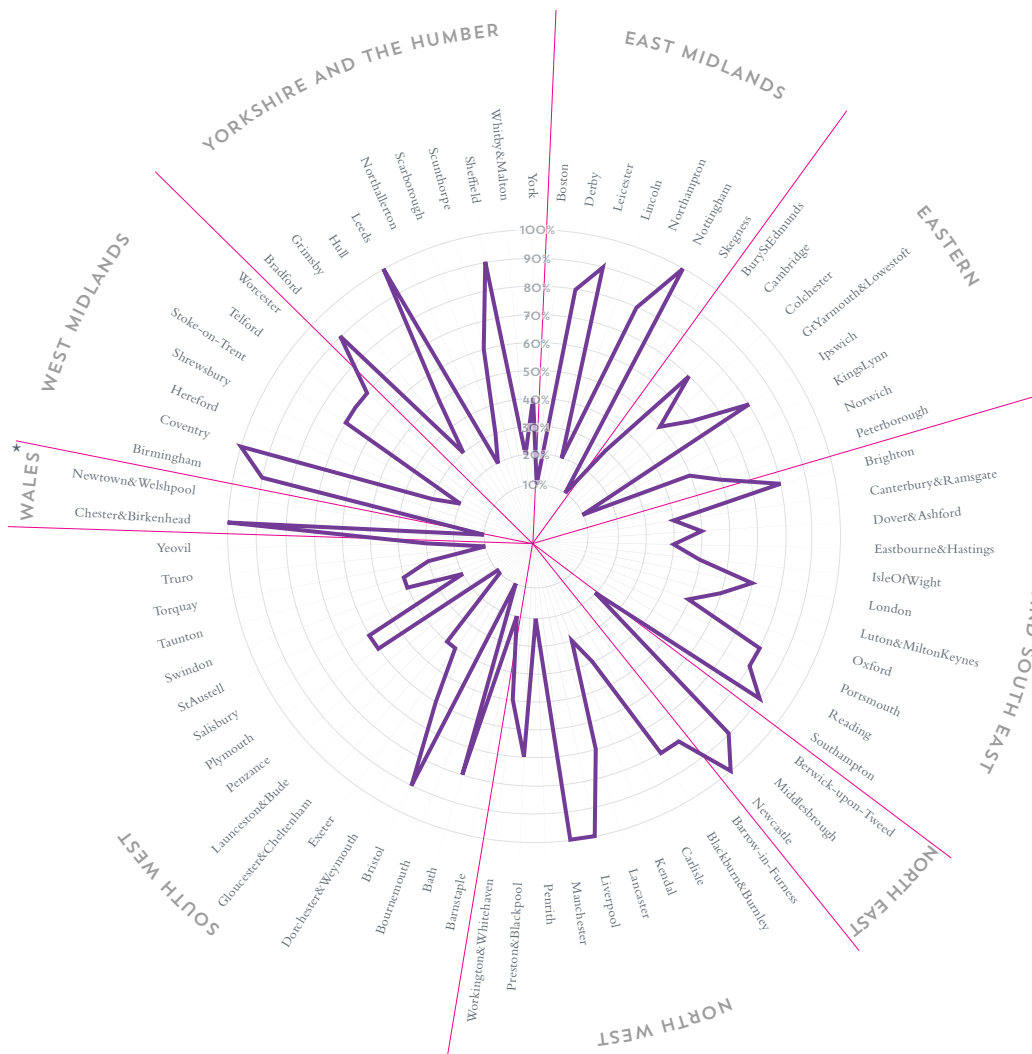 YORKSHIRE AND THE HUMBER
EAST MIDLANDS
EASTERN
SOUTH EAST
NORTH EAST
NORTH WEST
SOUTH WEST
WALES
★
WEST MIDLANDS
100%
90%
80%
70%
60%
50%
40%
30%
20%
10%
Boston
Derby
Leicester
Lincoln
Northampton
Nottingham
Skegness
BuryStEdmunds
Cambridge
Colchester
GtYarmouth&Lowestoft
Ipswich
KingsLynn
Norwich
Peterborough
Brighton
Canterbury&Ramsgate
Dover&Ashford
Eastbourne&Hastings
IsleOfWight
London
Luton&MiltonKeynes
Oxford
Portsmouth
Reading
Southampton
Berwick-upon-Tweed
Middlesbrough
Newcastle
Barrow-in-Furness
Blackburn&Burnley
Carlisle
Kendal
Lancaster
Liverpool
Manchester
Penrith
Preston&Blackpool
Workington&Whitehaven
Barnstaple
Bath
Bournemouth
Bristol
Dorchester&Weymouth
Exeter
Gloucester&Cheltenham
Launceston&Bude
Penzance
Plymouth
Salisbury
StAustell
Swindon
Taunton
Torquay
Truro
Yeovil
Chester&Birkenhead
Newtown&Welshpool
Birmingham
Coventry
Hereford
Shrewsbury
Stoke-on-Trent
Telford
Worcester
Bradford
Grimsby
Hull
Leeds
Northallerton
Scarborough
Scunthorpe
Sheffield
Whitby&Malton
York